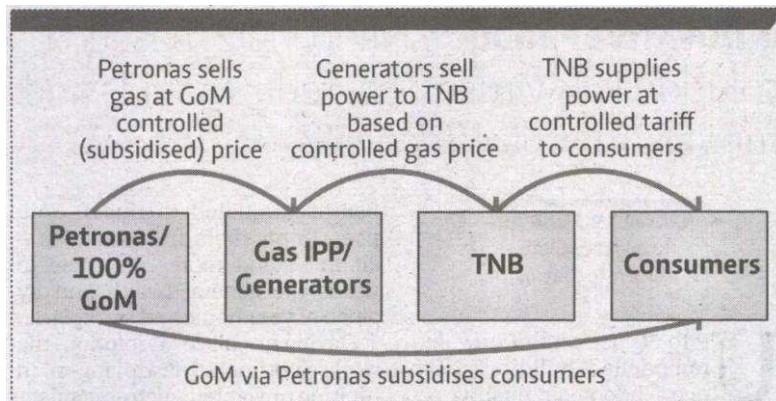 Petronas sells
gas at GoM
controlled
(subsidised) price
Generators sell
power to TNB
based on
controlled gas price
TNB supplies
power at
controlled tariff
to consumers
Petronas/
100%
GoM
Gas IPP/
Generators
TNB
Consumers
GoM via Petronas subsidises consumers